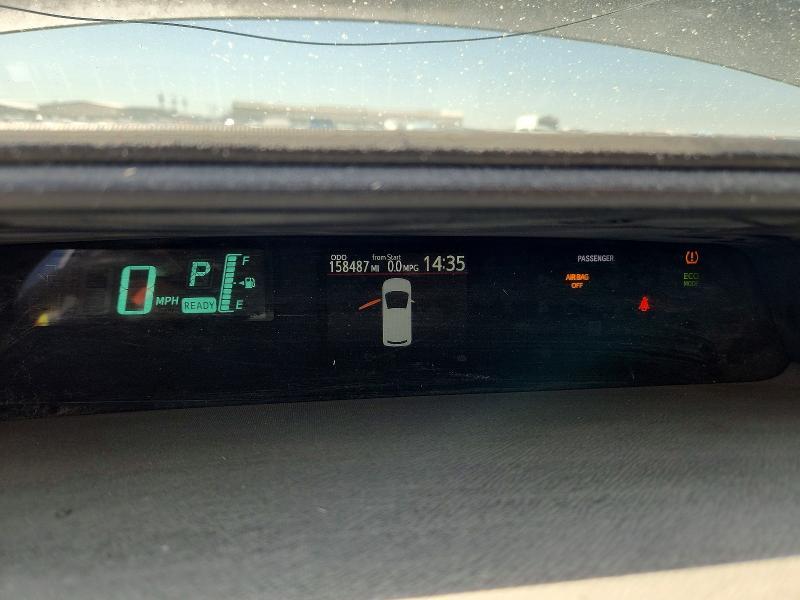 0 MPH
P
READY
F
E
ODO from Start
158487 MI 0.0 MPG 14:35
PASSENGER
AIR BAG
OFF
ECO
MODE